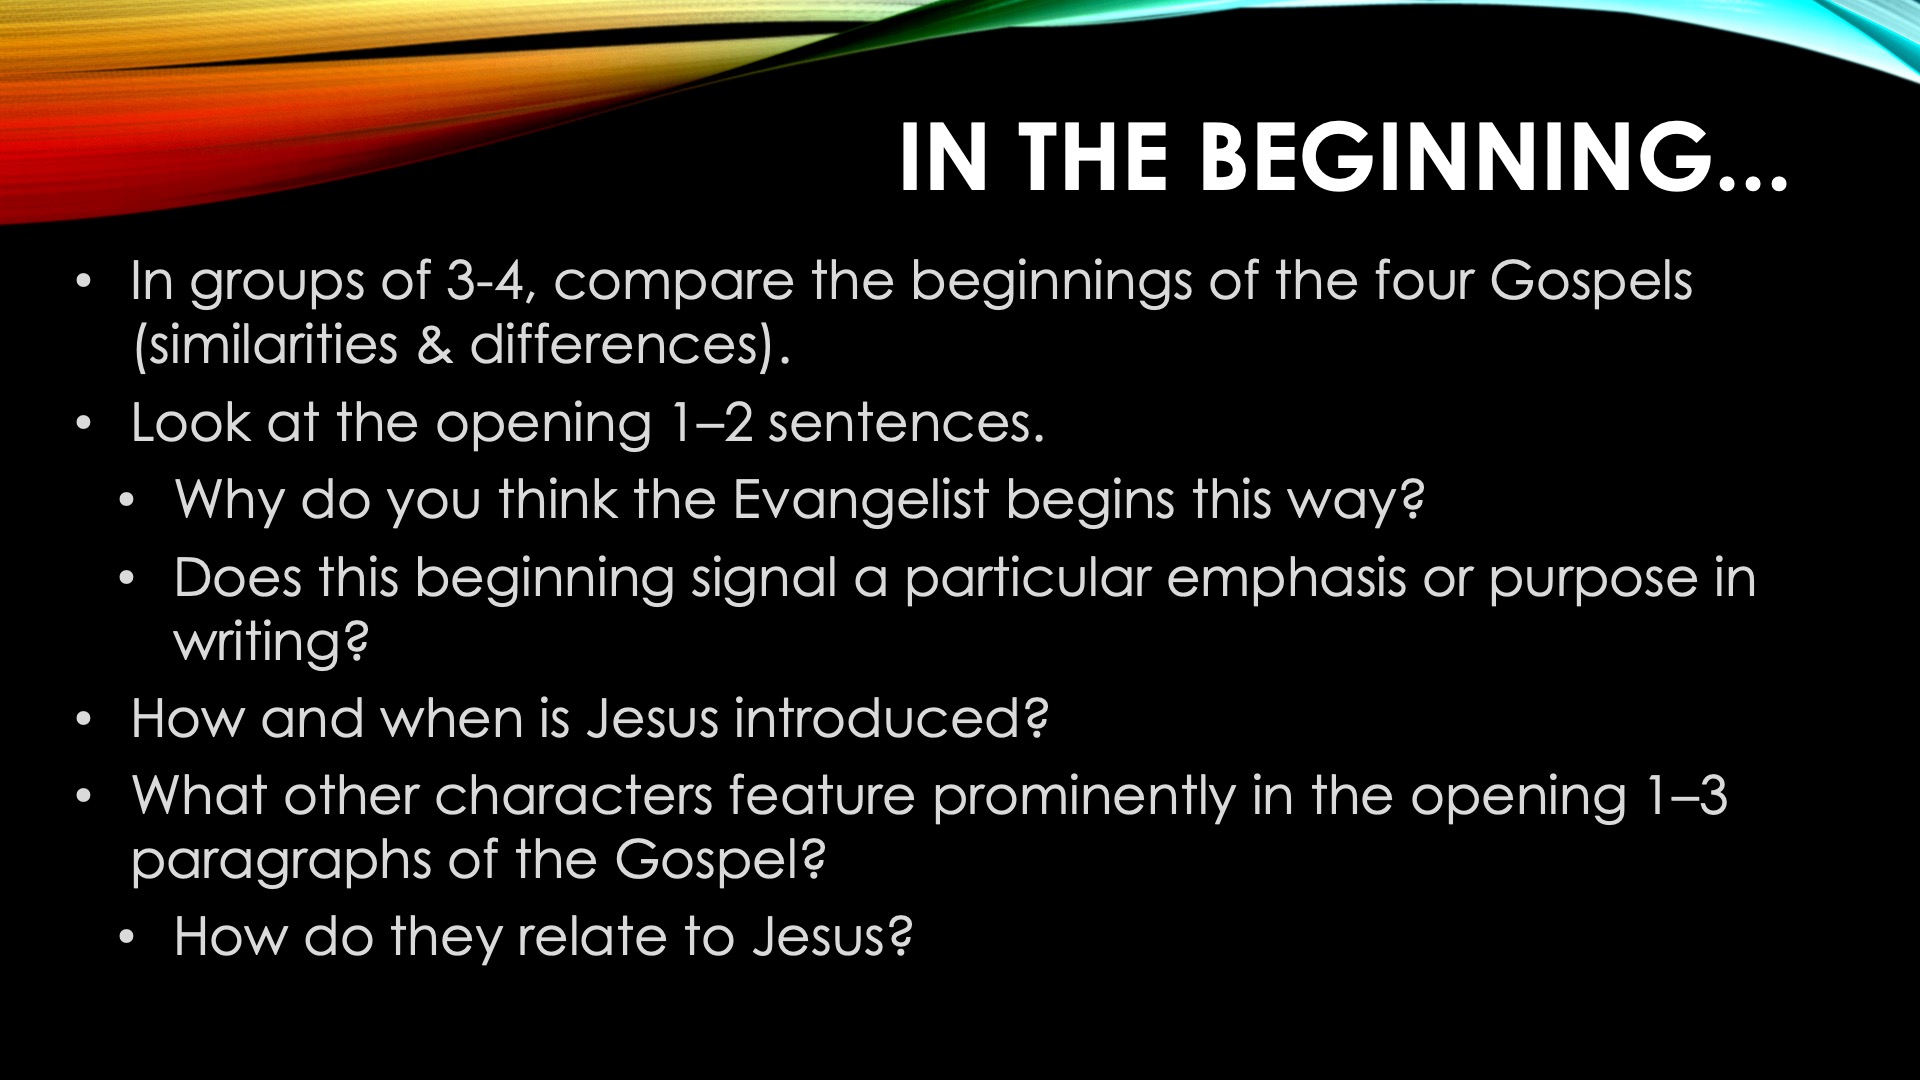 IN THE BEGINNING...
• In groups of 3-4, compare the beginnings of the four Gospels
(similarities & differences).
• Look at the opening 1–2 sentences.
• Why do you think the Evangelist begins this way?
• Does this beginning signal a particular emphasis or purpose in
writing?
• How and when is Jesus introduced?
• What other characters feature prominently in the opening 1–3
paragraphs of the Gospel?
• How do they relate to Jesus?